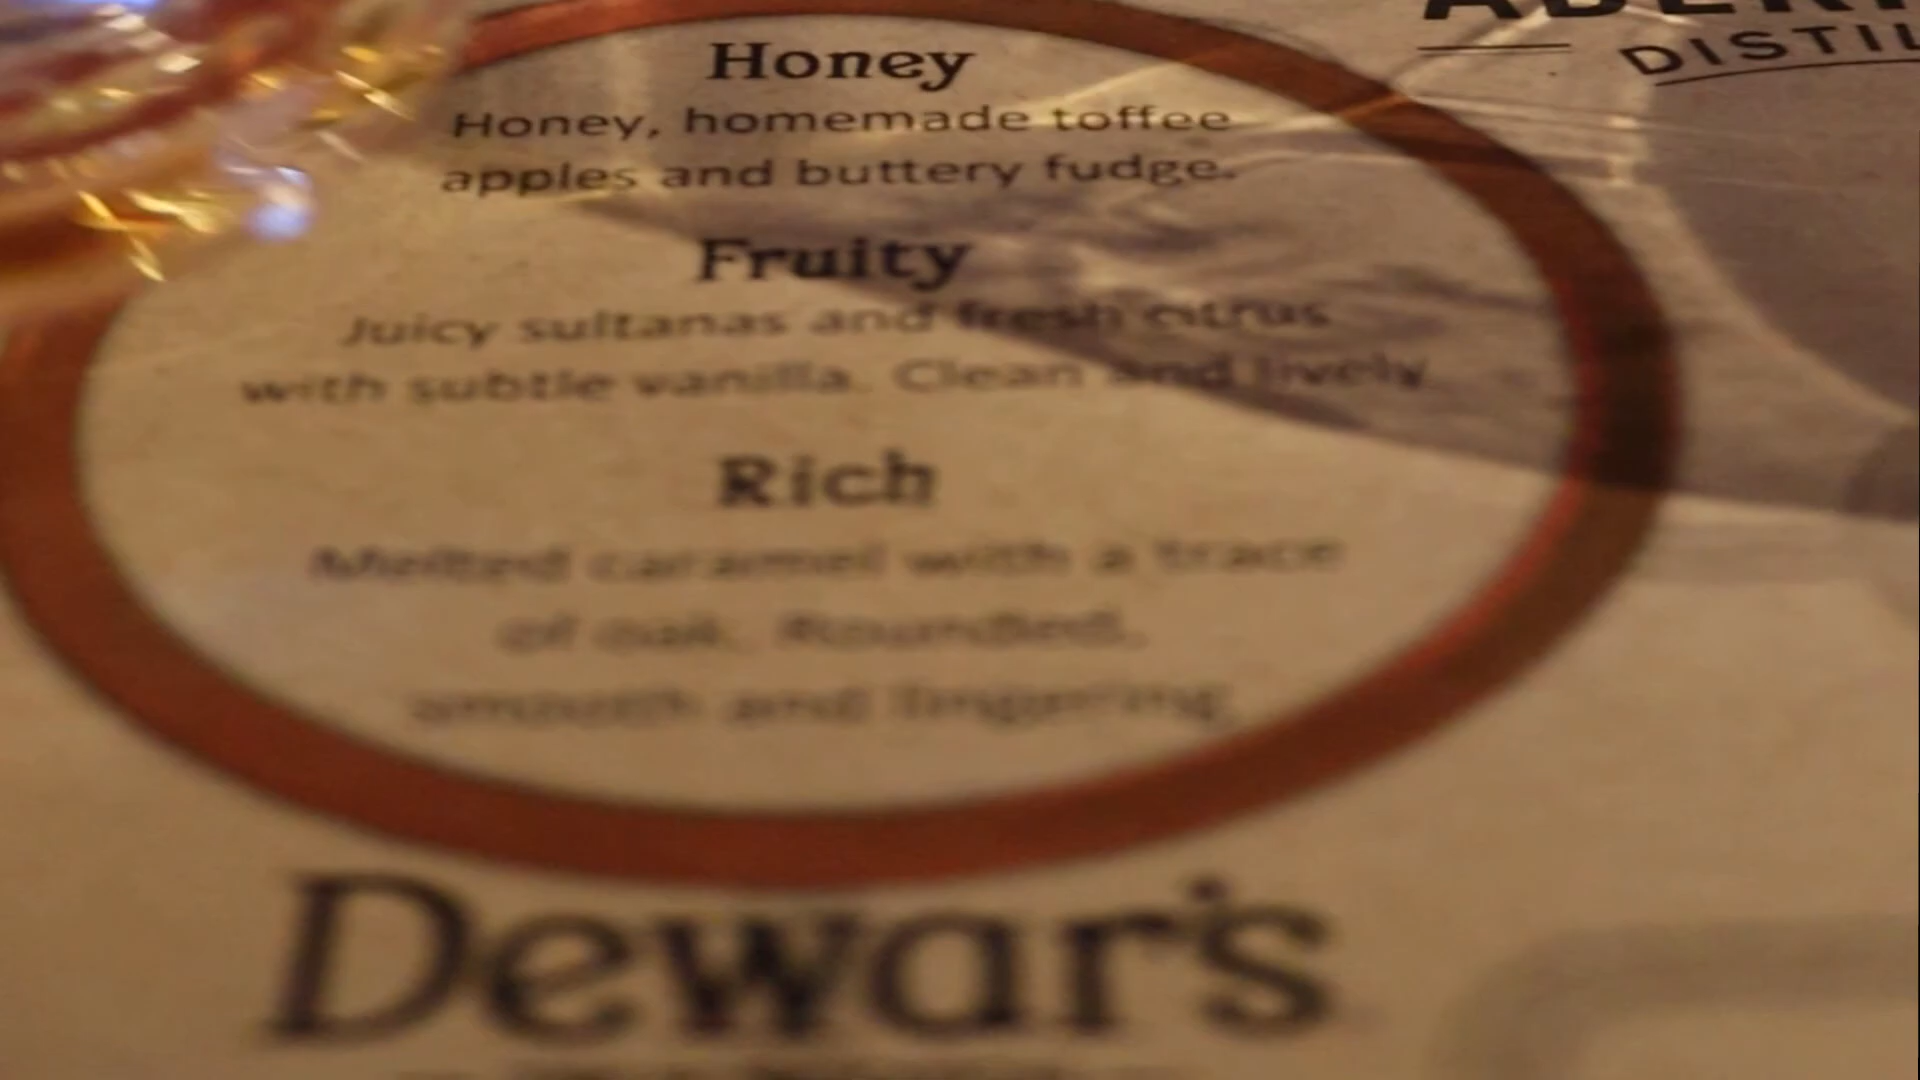 DISTIL
Honey
Honey, homemade toffee
apples and buttery fudge.
Fruity
Juicy sultanas and fresh citrus
with subtle vanilla. Clean and lively
Rich
Melted caramel with a trace
of oak. Rounded,
smooth and lingering.
Dewar's